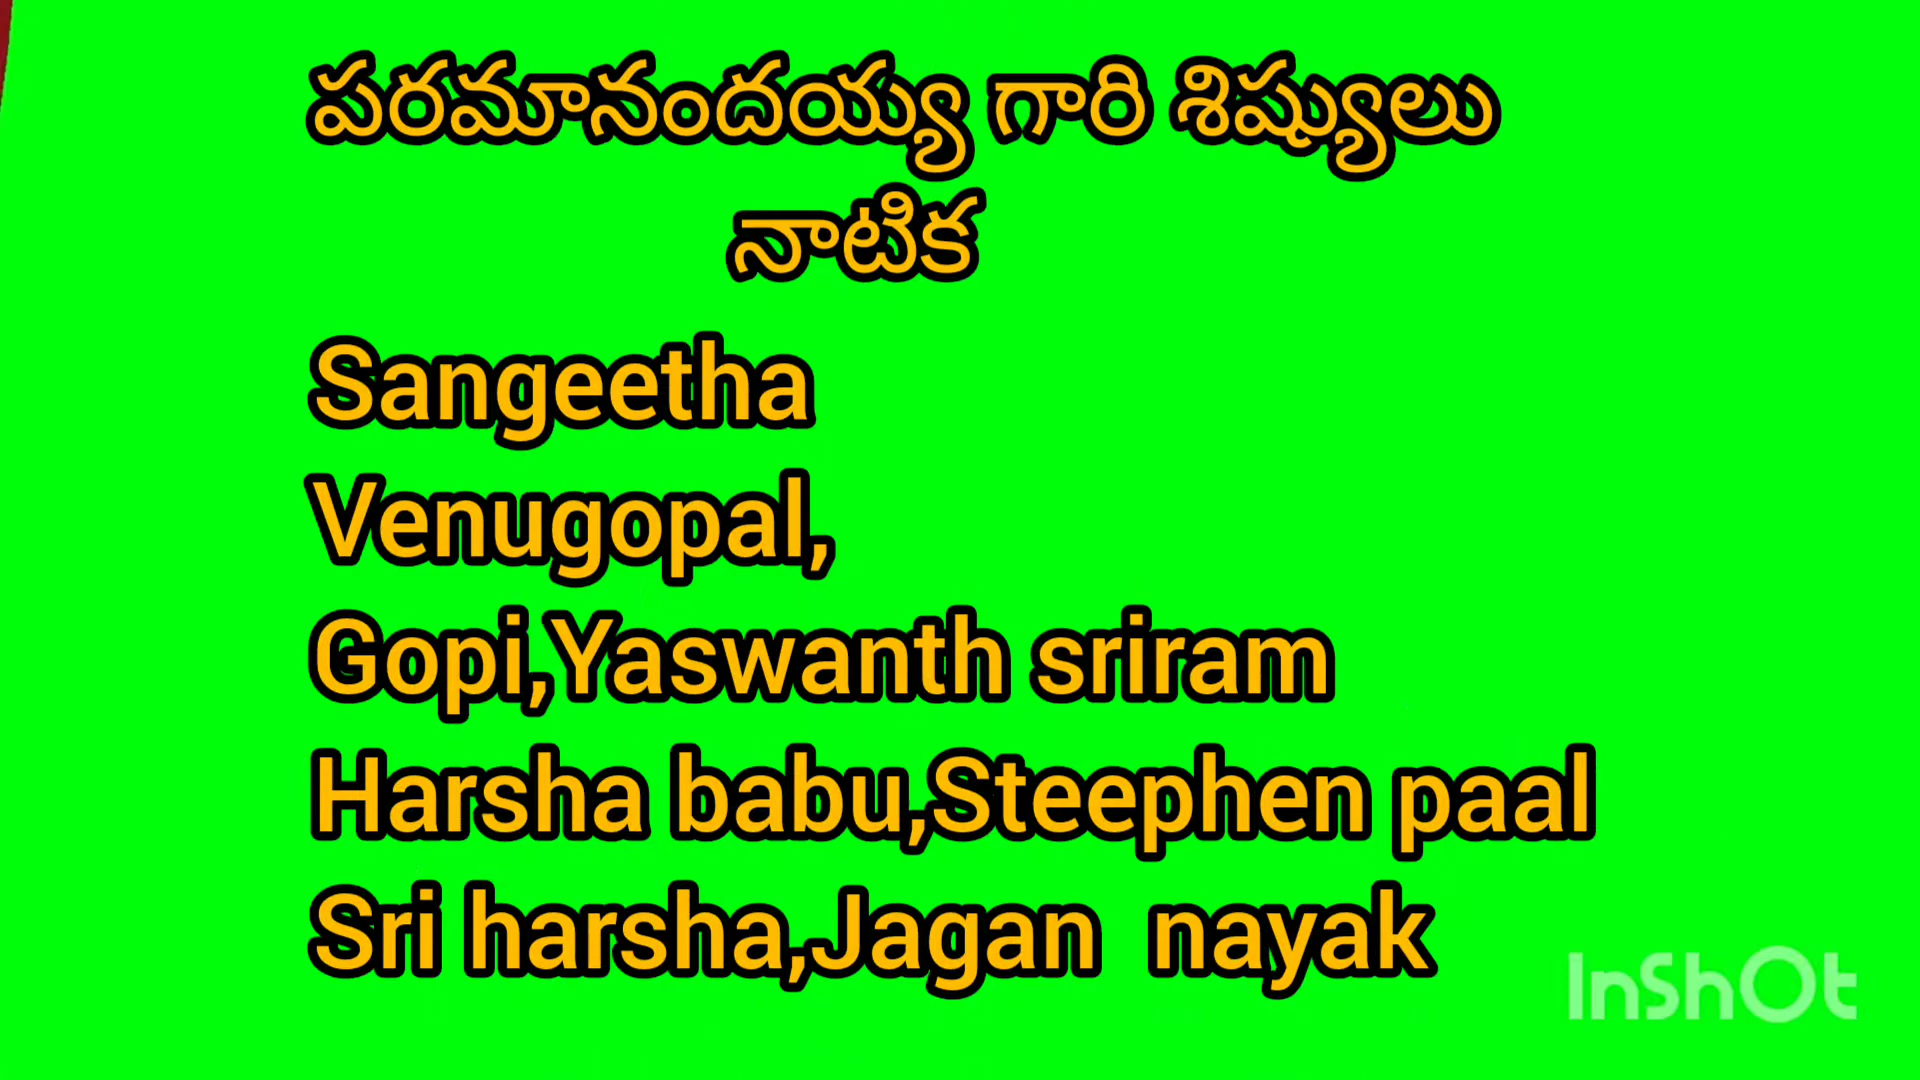 పరమానందయ్య గారి శిష్యులు
నాటిక
Sangeetha
Venugopal,
Gopi,Yaswanth sriram
Harsha babu,Steephen paal
Sri harsha,Jagan  nayak
InShOt